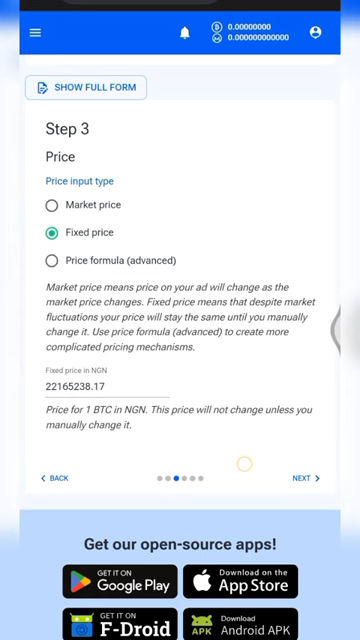 0.00000000
0.000000000000
SHOW FULL FORM
Step 3
Price
Price input type
Market price
Fixed price
Price formula (advanced)
Market price means price on your ad will change as the
market price changes. Fixed price means that despite market
fluctuations your price will stay the same until you manually
change it. Use price formula (advanced) to create more
complicated pricing mechanisms.
Fixed price in NGN
22165238.17
Price for 1 BTC in NGN. This price will not change unless you
manually change it.
BACK
NEXT
Get our open-source apps!
GET IT ON
Google Play
Download on the
App Store
GET IT ON
F-Droid
Download
Android APK
APK